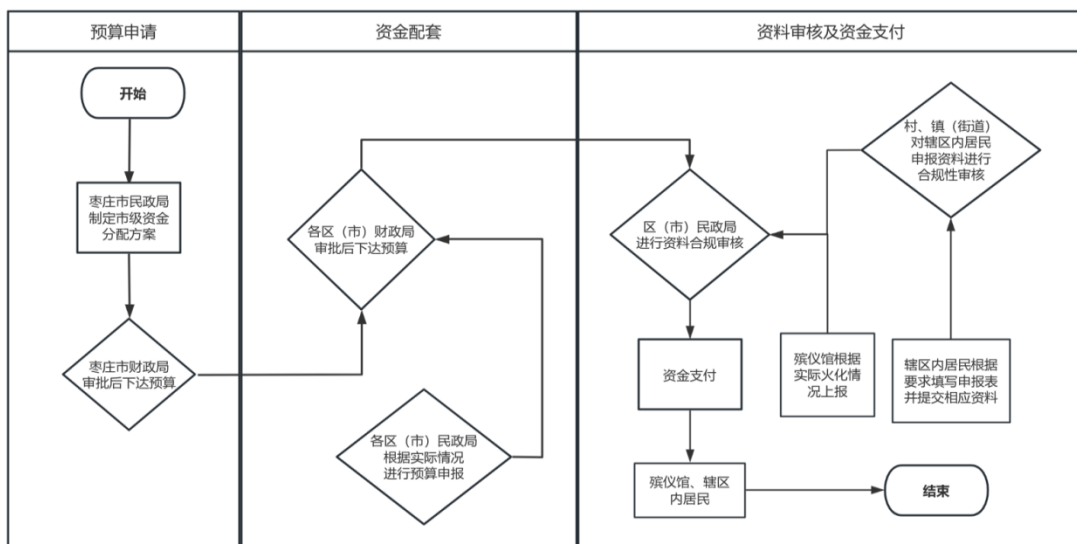 预算申请
资金配套
资料审核及资金支付
开始
枣庄市民政局
制定市级资金
分配方案
枣庄市财政局
审批后下达预算
各区（市）财政局
审批后下达预算
各区（市）民政局
根据实际情况
进行预算申报
村、镇（街道）
对辖区内居民
申报资料进行
合规性审核
区（市）民政局
进行资料合规审核
资金支付
殡仪馆根据
实际火化情
况上报
辖区内居民根据
要求填写申报表
并提交相应资料
殡仪馆、辖区
内居民
结束